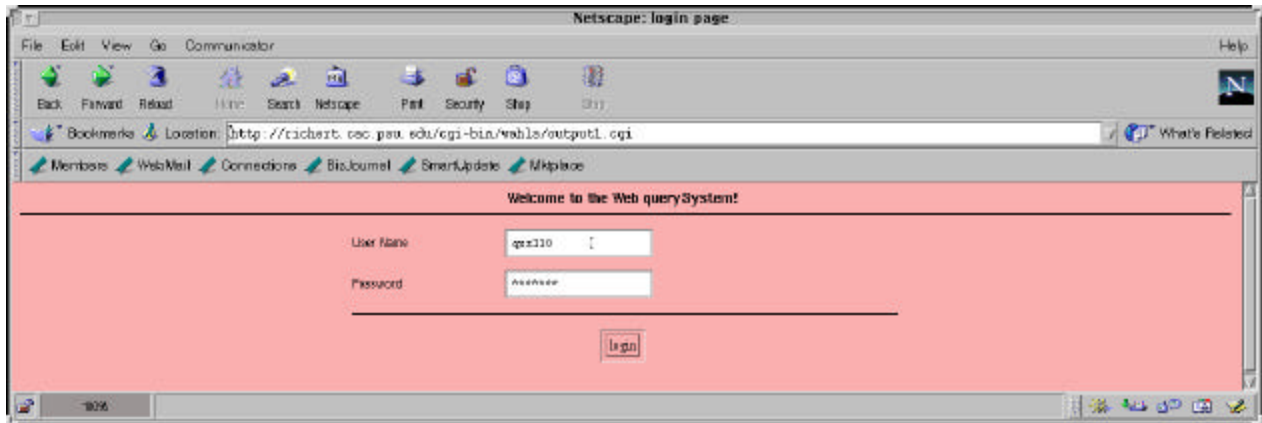 Netscape: login page
File Edit View Go Communicator Help
Back Forward Reload Home Search Netscape Print Security Shop Stop
Bookmarks Location: http://richert.cac.psu.edu/cgi-bin/wahls/output1.cgi What's Related
Members WebMail Connections BizJournal SmartUpdate Mktplace
Welcome to the Web querySystem!
User Name
Password *******
login
100%